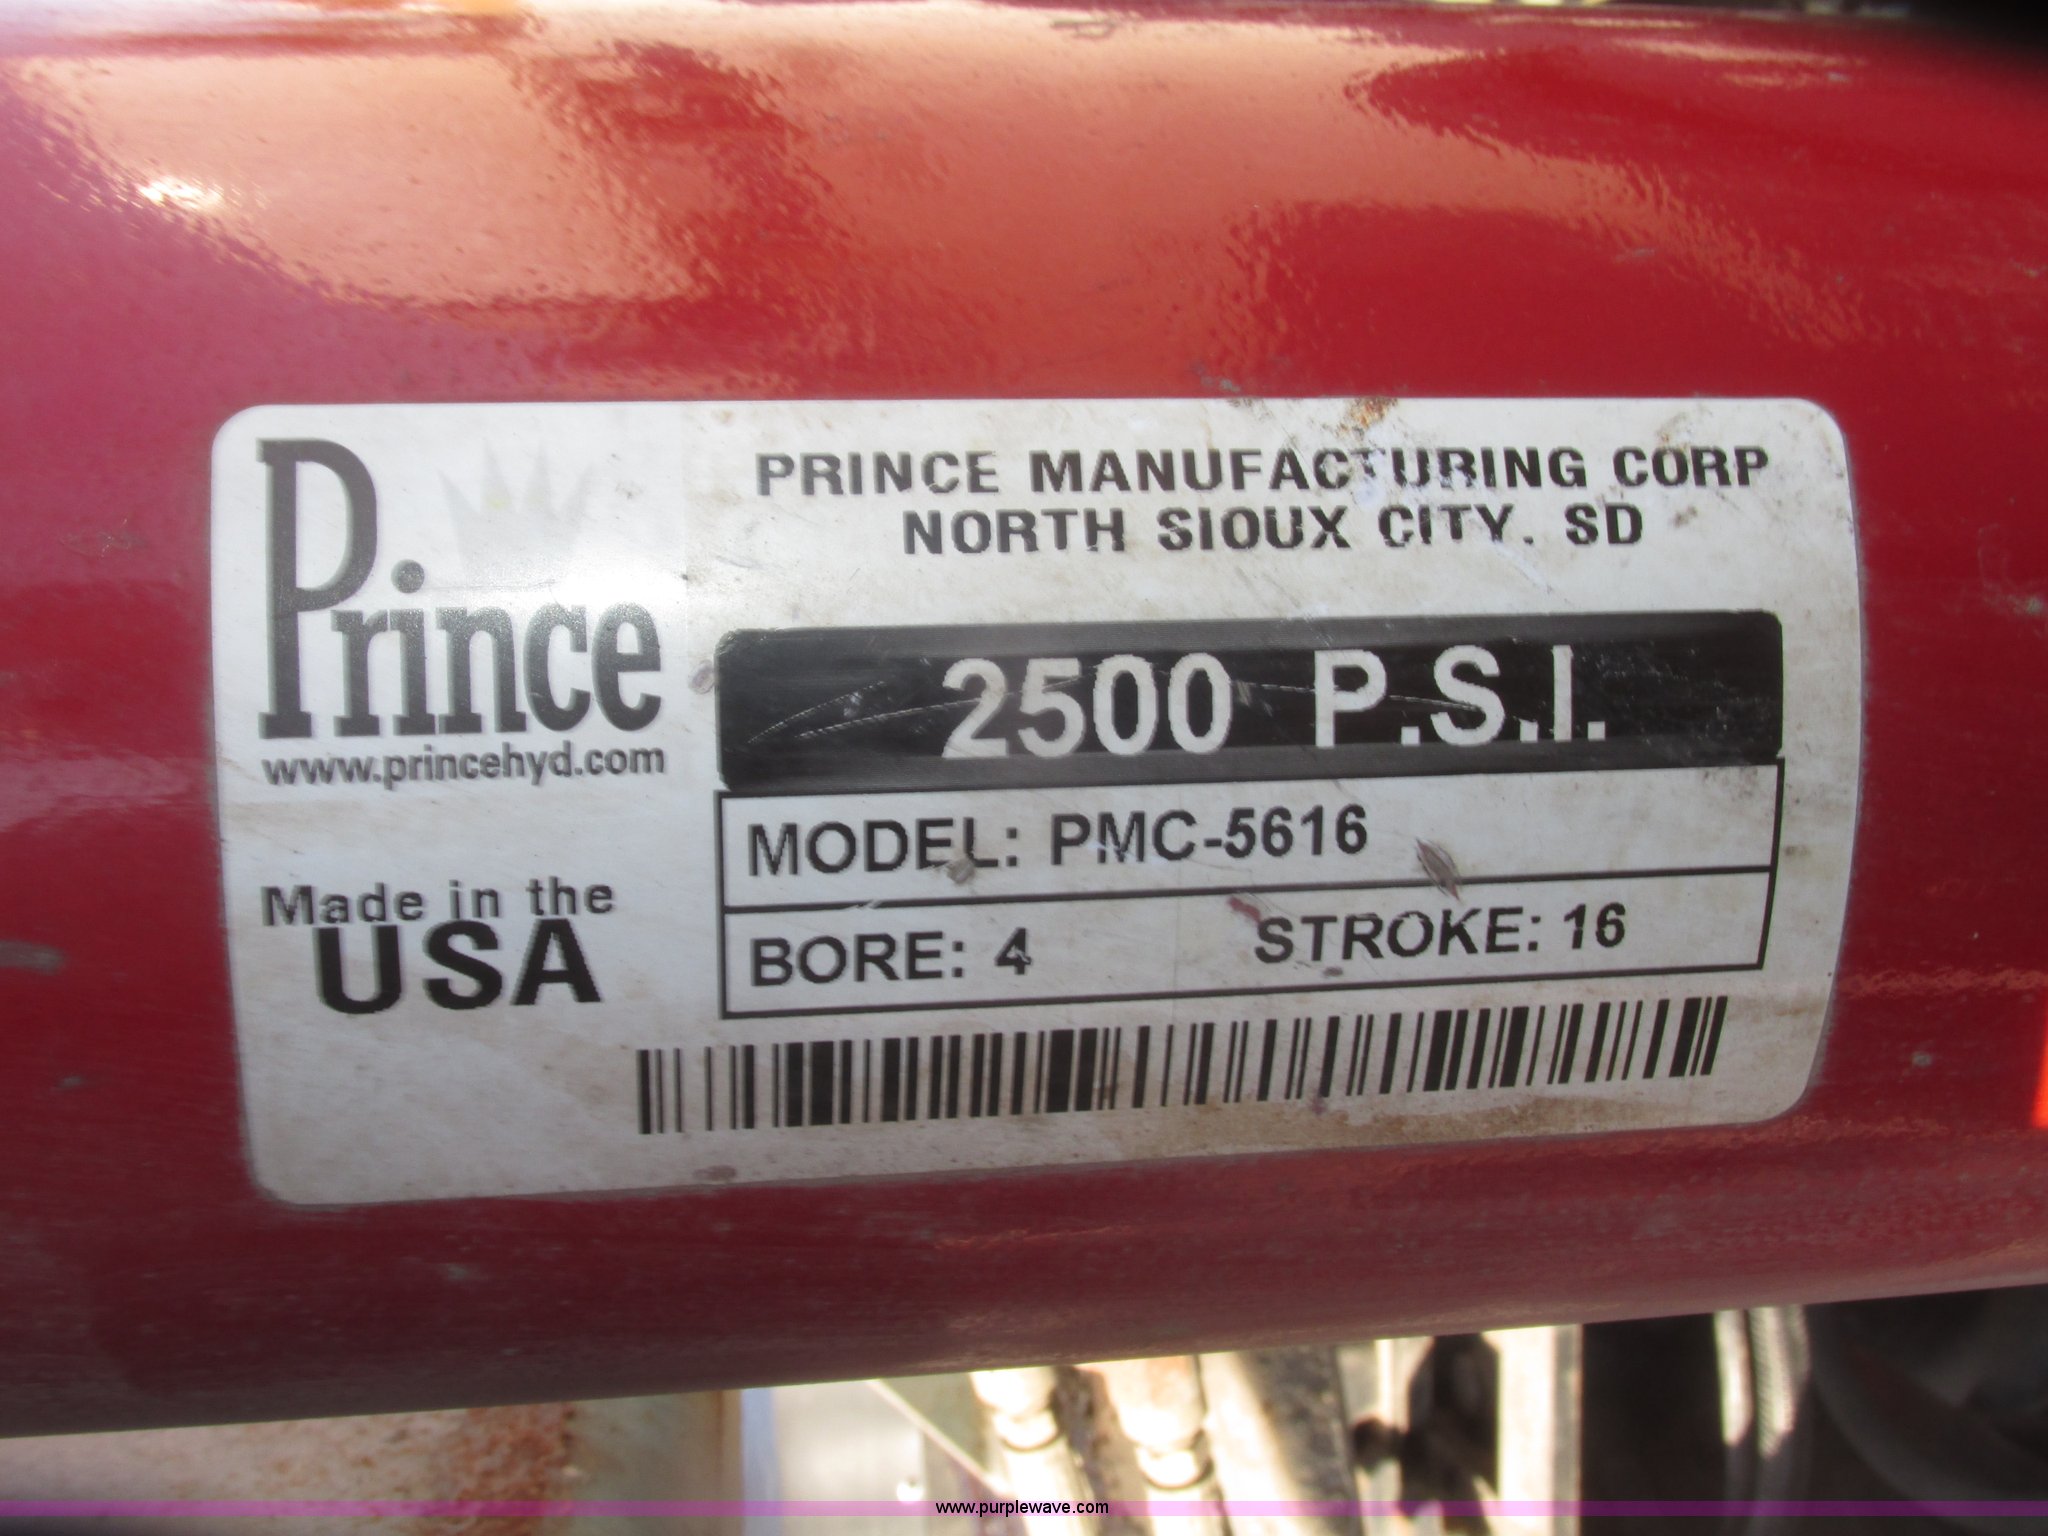 Prince
www.princehyd.com
Made in the
USA
PRINCE MANUFACTURING CORP
NORTH SIOUX CITY. SD
2500 P.S.I.
MODEL: PMC-5616
BORE: 4 STROKE: 16
www.purplewave.com